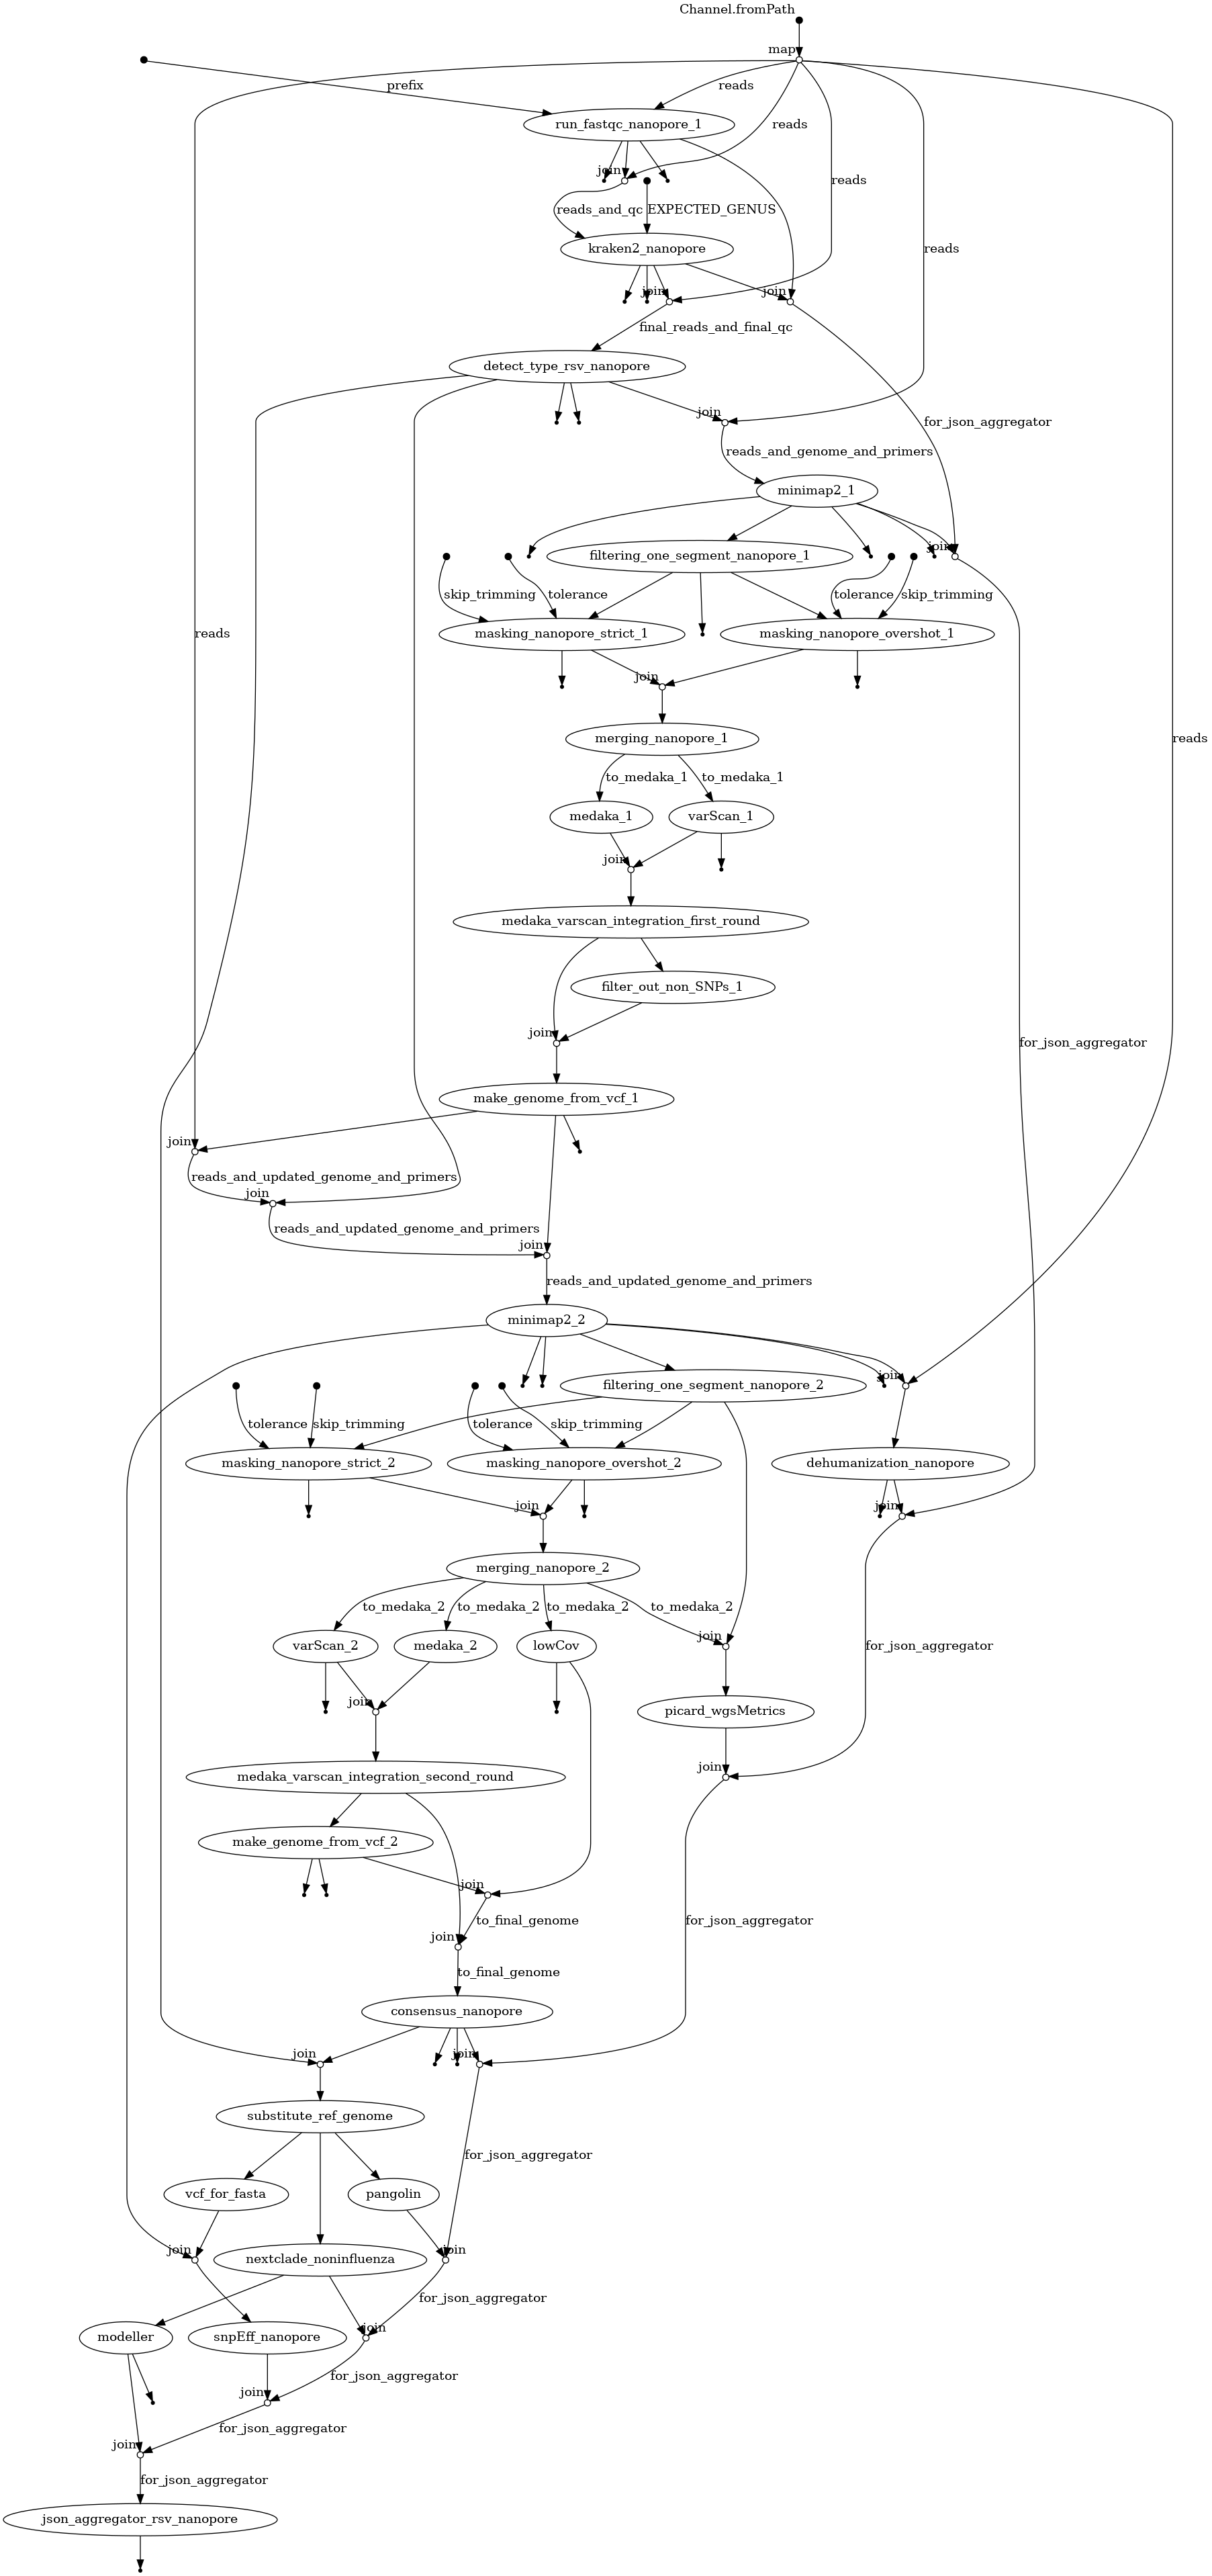 Channel.fromPath
map
prefix
reads
run_fastqc_nanopore_1
reads
join
reads
reads_and_qc
EXPECTED_GENUS
kraken2_nanopore
reads
join
join
final_reads_and_final_qc
detect_type_rsv_nanopore
join
for_json_aggregator
reads_and_genome_and_primers
minimap2_1
join
filtering_one_segment_nanopore_1
skip_trimming
tolerance
tolerance
skip_trimming
reads
masking_nanopore_strict_1
masking_nanopore_overshot_1
join
merging_nanopore_1
reads
to_medaka_1
to_medaka_1
medaka_1
varScan_1
join
medaka_varscan_integration_first_round
filter_out_non_SNPs_1
join
for_json_aggregator
make_genome_from_vcf_1
join
reads_and_updated_genome_and_primers
join
reads_and_updated_genome_and_primers
join
reads_and_updated_genome_and_primers
minimap2_2
join
filtering_one_segment_nanopore_2
tolerance
skip_trimming
tolerance
skip_trimming
masking_nanopore_strict_2
masking_nanopore_overshot_2
dehumanization_nanopore
join
join
merging_nanopore_2
to_medaka_2
to_medaka_2
to_medaka_2
to_medaka_2
join
varScan_2
medaka_2
lowCov
for_json_aggregator
join
picard_wgsMetrics
join
medaka_varscan_integration_second_round
make_genome_from_vcf_2
join
to_final_genome
for_json_aggregator
join
to_final_genome
consensus_nanopore
join
join
substitute_ref_genome
for_json_aggregator
vcf_for_fasta
pangolin
join
join
nextclade_noninfluenza
for_json_aggregator
join
modeller
snpEff_nanopore
for_json_aggregator
join
for_json_aggregator
join
for_json_aggregator
json_aggregator_rsv_nanopore